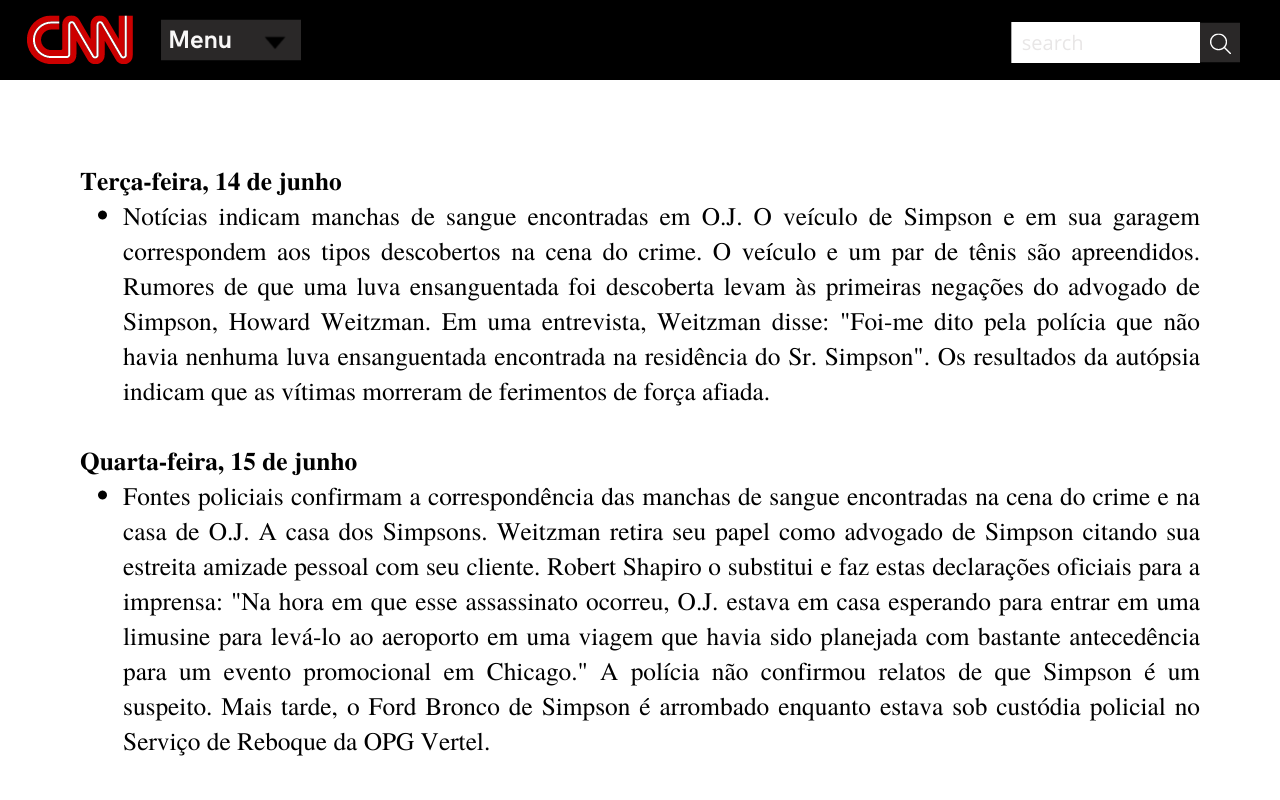 CNN
Menu
search
Terça-feira, 14 de junho
• Notícias indicam manchas de sangue encontradas em O.J. O veículo de Simpson e em sua garagem
correspondem aos tipos descobertos na cena do crime. O veículo e um par de tênis são apreendidos.
Rumores de que uma luva ensanguentada foi descoberta levam às primeiras negações do advogado de
Simpson, Howard Weitzman. Em uma entrevista, Weitzman disse: "Foi-me dito pela polícia que não
havia nenhuma luva ensanguentada encontrada na residência do Sr. Simpson". Os resultados da autópsia
indicam que as vítimas morreram de ferimentos de força afiada.
Quarta-feira, 15 de junho
• Fontes policiais confirmam a correspondência das manchas de sangue encontradas na cena do crime e na
casa de O.J. A casa dos Simpsons. Weitzman retira seu papel como advogado de Simpson citando sua
estreita amizade pessoal com seu cliente. Robert Shapiro o substitui e faz estas declarações oficiais para a
imprensa: "Na hora em que esse assassinato ocorreu, O.J. estava em casa esperando para entrar em uma
limusine para levá-lo ao aeroporto em uma viagem que havia sido planejada com bastante antecedência
para um evento promocional em Chicago." A polícia não confirmou relatos de que Simpson é um
suspeito. Mais tarde, o Ford Bronco de Simpson é arrombado enquanto estava sob custódia policial no
Serviço de Reboque da OPG Vertel.